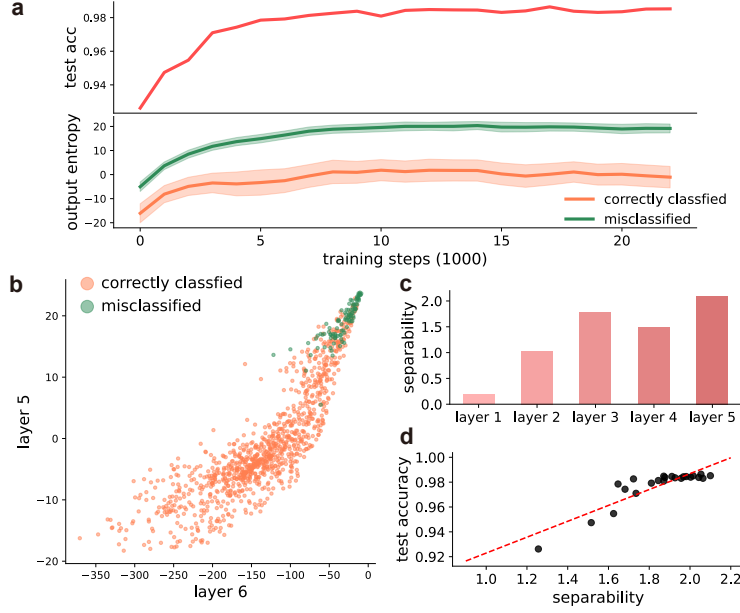 a
test acc
0.98
0.96
0.94
output entropy
20
10
0
−10
−20
correctly classfied
misclassified
0
5
10
15
20
training steps (1000)
b
correctly classfied
misclassified
layer 5
20
10
0
−10
−20
−350
−300
−250
−200
−150
−100
−50
0
layer 6
c
separability
2.0
1.5
1.0
0.5
0.0
layer 1
layer 2
layer 3
layer 4
layer 5
d
test accuracy
1.00
0.98
0.96
0.94
0.92
1.0
1.2
1.4
1.6
1.8
2.0
2.2
separability